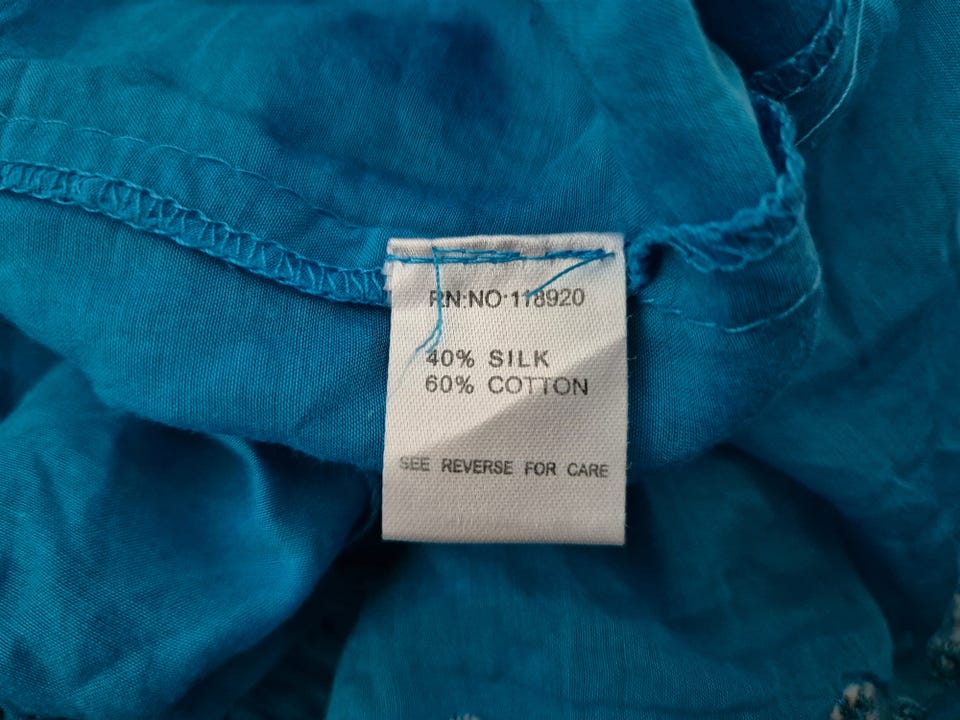 RN:NO·118920
40% SILK
60% COTTON
SEE REVERSE FOR CARE